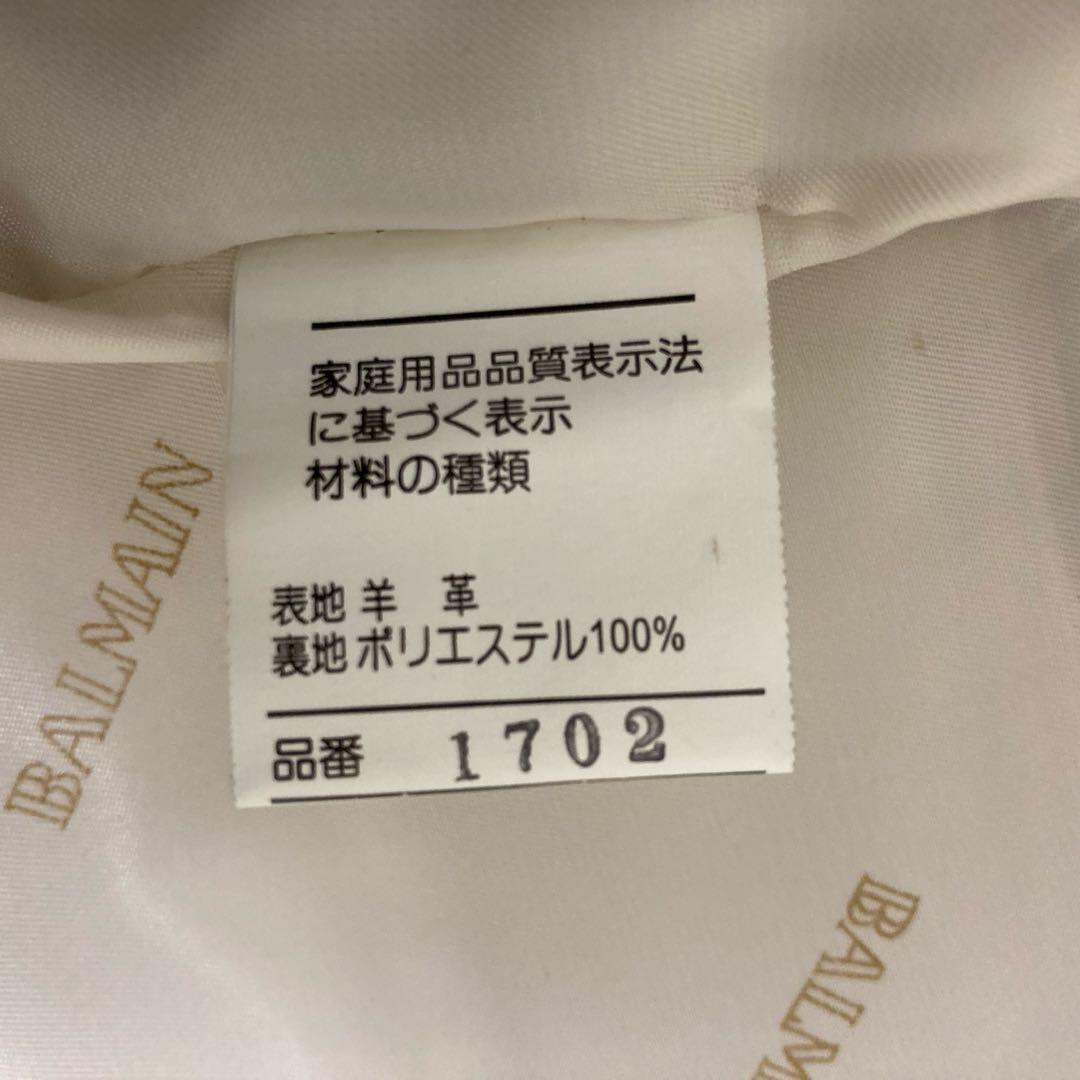 家庭用品品質表示法
に基づく表示
材料の種類
表地 羊 革
裏地 ポリエステル100%
品番 1702
BALMAIN
BALM